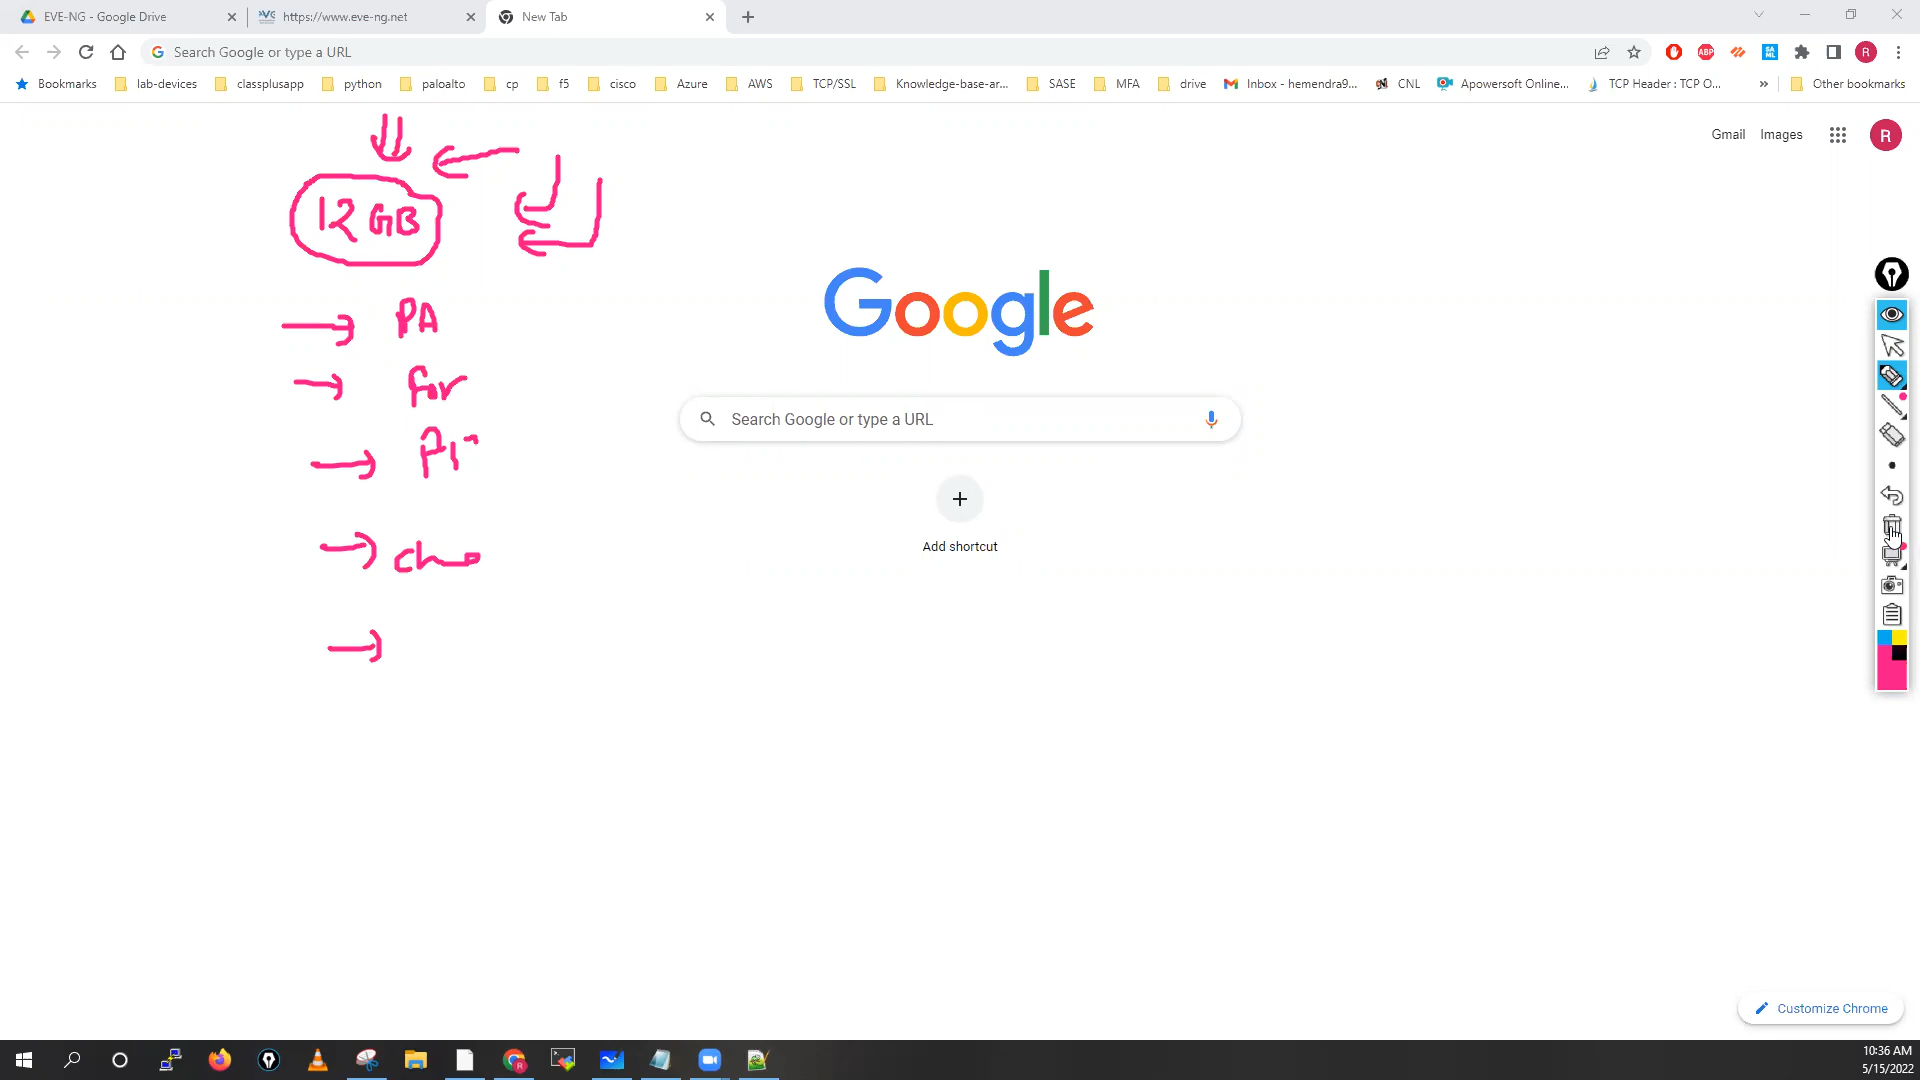 EVE-NG - Google Drive
https://www.eve-ng.net
New Tab
Search Google or type a URL
Bookmarks lab-devices classplusapp python paloalto cp f5 cisco Azure AWS TCP/SSL Knowledge-base-ar... SASE MFA drive Inbox - hemendra9... CNL Apowersoft Online... TCP Header : TCP O... » Other bookmarks
Gmail Images R
12 GB
PA
For
Cho
Google
Search Google or type a URL
Add shortcut
Customize Chrome
10:36 AM
5/15/2022